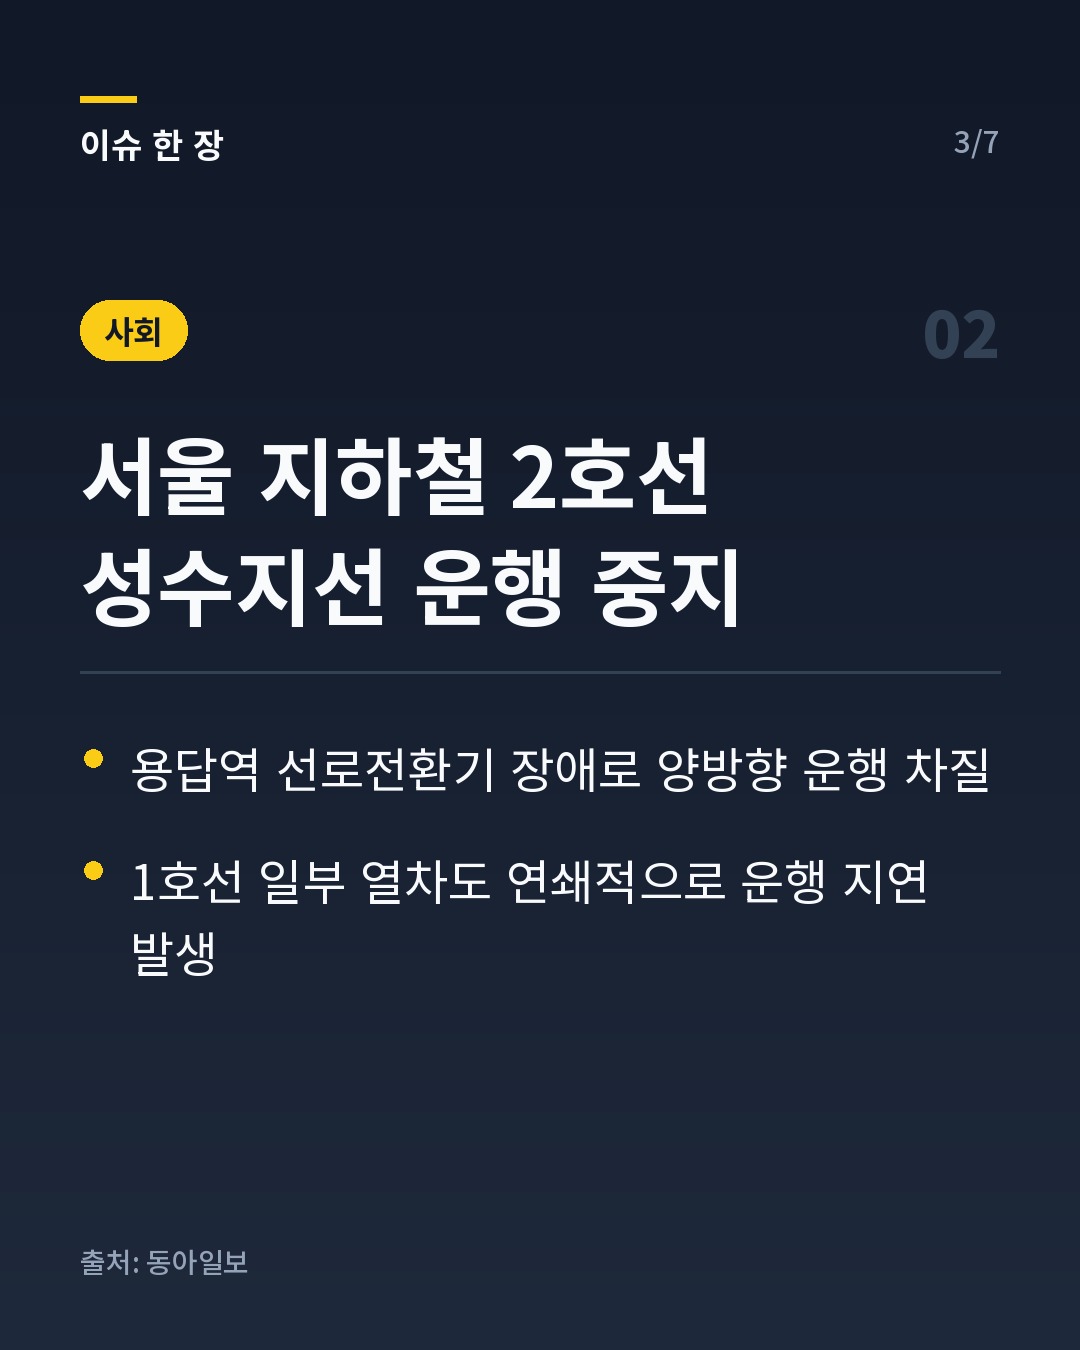 이슈 한 장
3/7
사회
02
서울 지하철 2호선
성수지선 운행 중지
용답역 선로전환기 장애로 양방향 운행 차질
1호선 일부 열차도 연쇄적으로 운행 지연
발생
출처: 동아일보